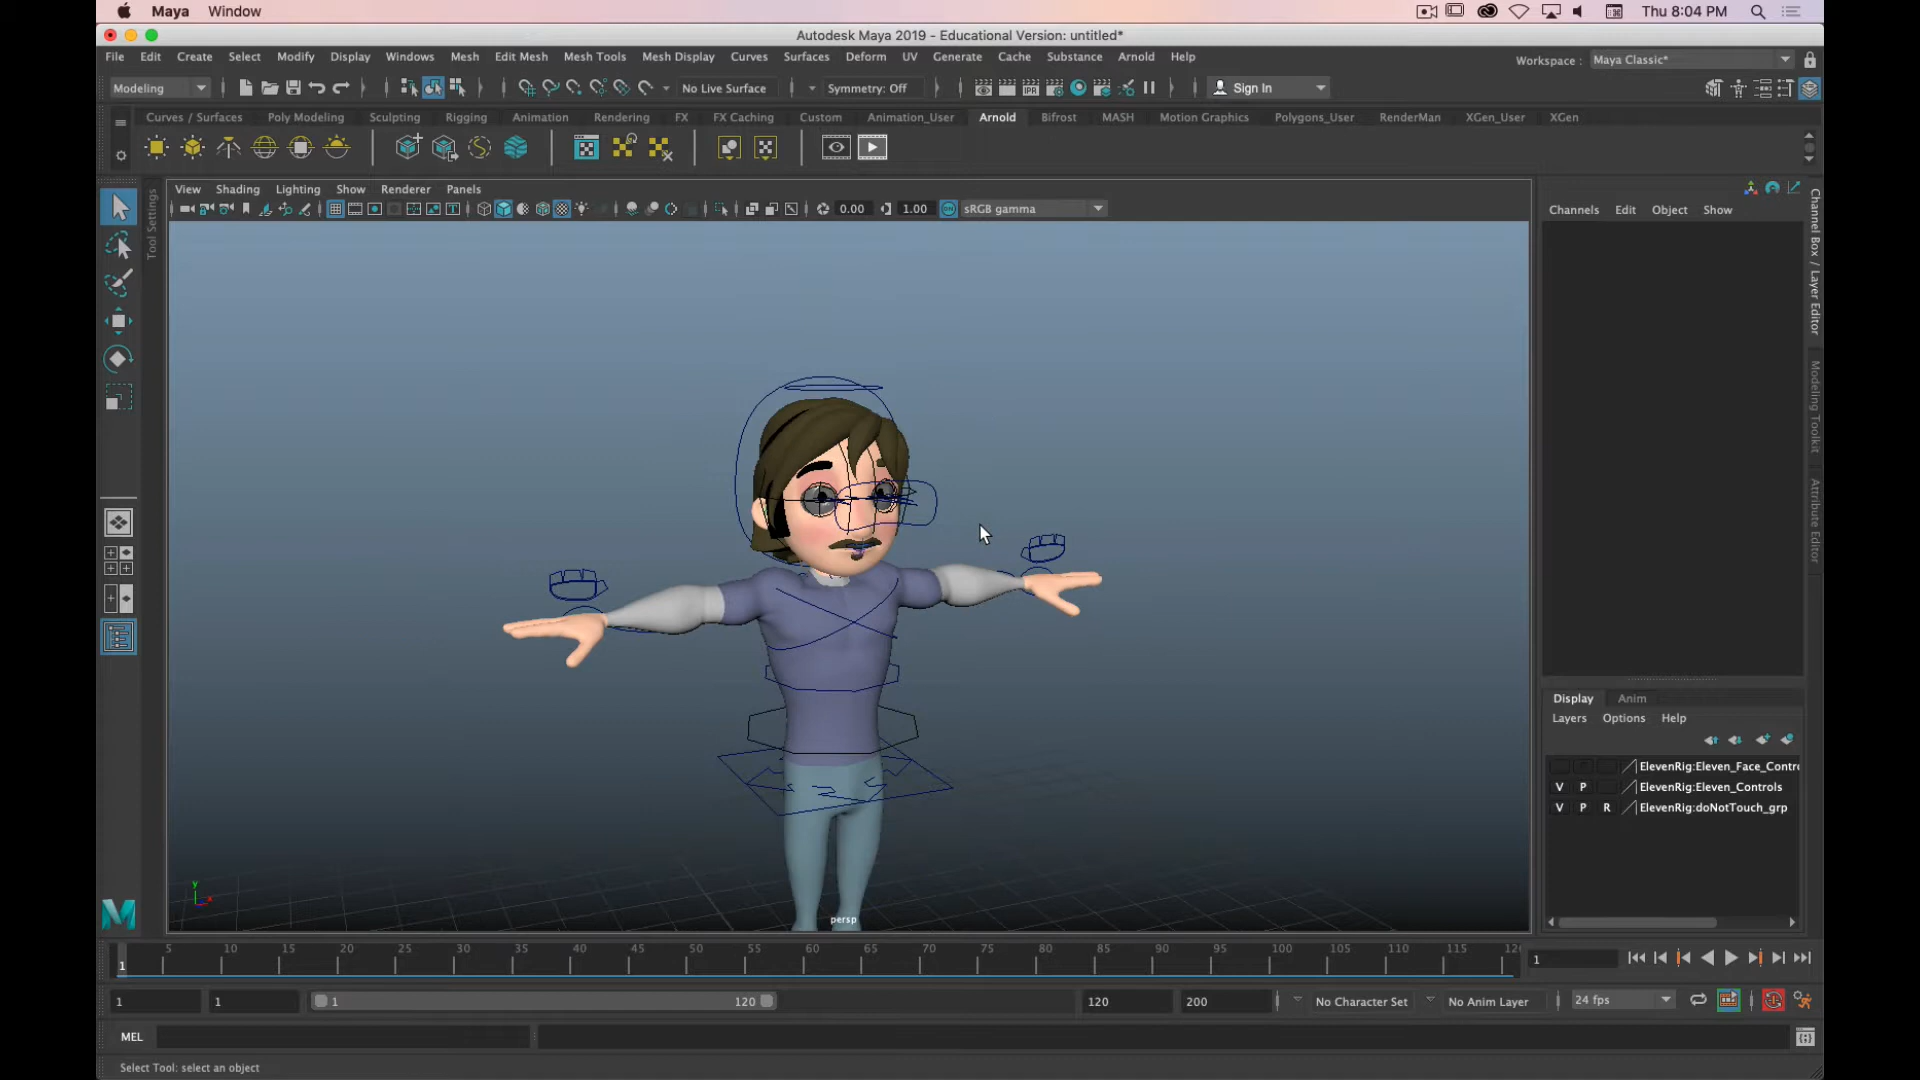 Maya Window Thu 8:04 PM
Autodesk Maya 2019 - Educational Version: untitled*
File Edit Create Select Modify Display Windows Mesh Edit Mesh Mesh Tools Mesh Display Curves Surfaces Deform UV Generate Cache Substance Arnold Help Workspace : Maya Classic*
Modeling No Live Surface Symmetry: Off Sign In
Curves / Surfaces Poly Modeling Sculpting Rigging Animation Rendering FX FX Caching Custom Animation_User Arnold Bifrost MASH Motion Graphics Polygons_User RenderMan XGen_User XGen
View Shading Lighting Show Renderer Panels
0.00 1.00 ON sRGB gamma
Channels Edit Object Show
Tool Settings
Channel Box / Layer Editor
Modeling Toolkit
Attribute Editor
Display Anim
Layers Options Help
ElevenRig:Eleven_Face_Contro
V P ElevenRig:Eleven_Controls
V P R ElevenRig:doNotTouch_grp
y
x
persp
5 10 15 20 25 30 35 40 45 50 55 60 65 70 75 80 85 90 95 100 105 110 115 12
1 1
1 1 1 120 120 200 No Character Set No Anim Layer 24 fps
MEL
Select Tool: select an object